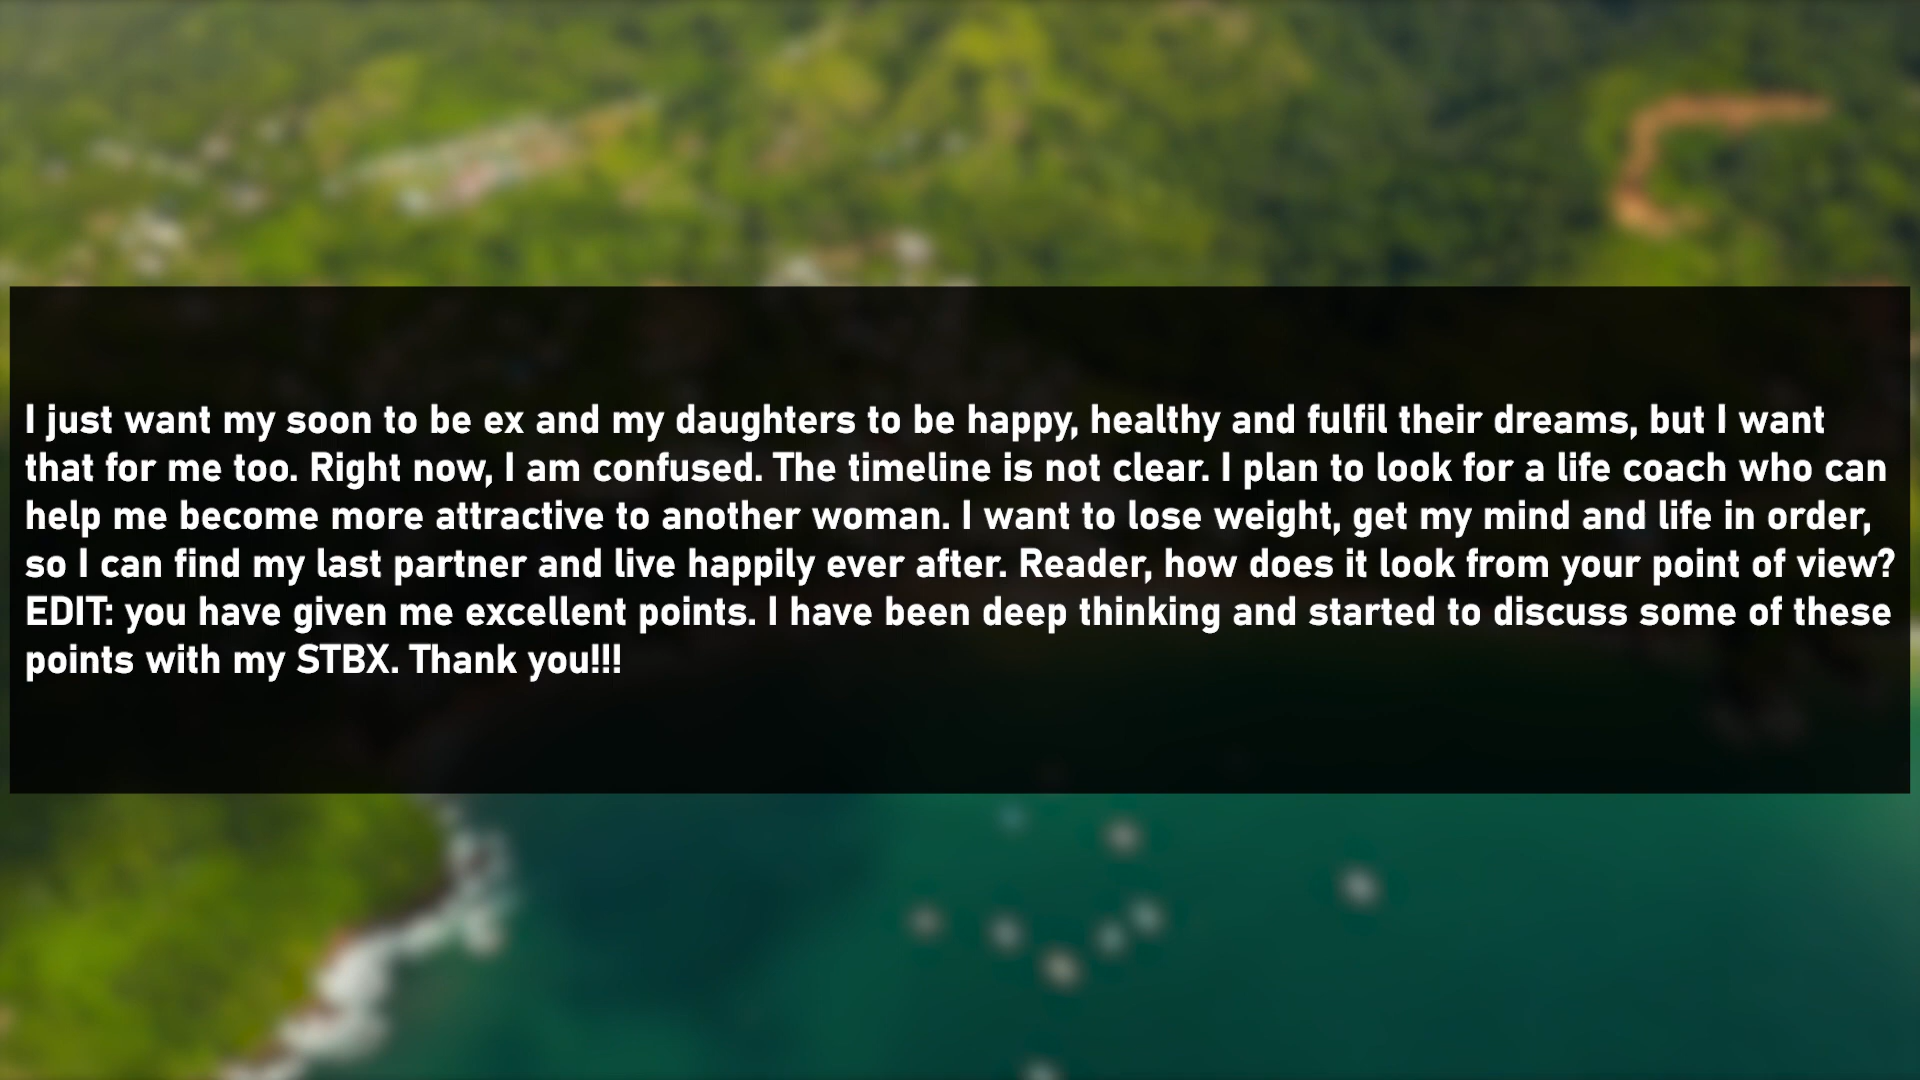 I just want my soon to be ex and my daughters to be happy, healthy and fulfil their dreams, but I want
that for me too. Right now, I am confused. The timeline is not clear. I plan to look for a life coach who can
help me become more attractive to another woman. I want to lose weight, get my mind and life in order,
so I can find my last partner and live happily ever after. Reader, how does it look from your point of view?
EDIT: you have given me excellent points. I have been deep thinking and started to discuss some of these
points with my STBX. Thank you!!!